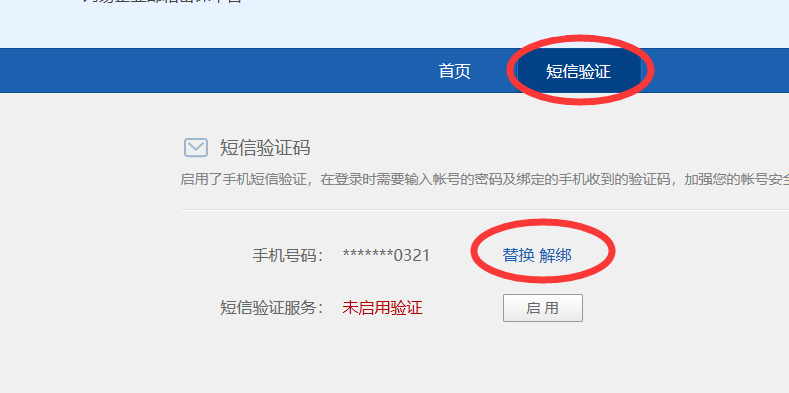 首页 短信验证
短信验证码
启用了手机短信验证，在登录时需要输入帐号的密码及绑定的手机收到的验证码，加强您的帐号安全
手机号码： *******0321 替换 解绑
短信验证服务： 未启用验证 启 用